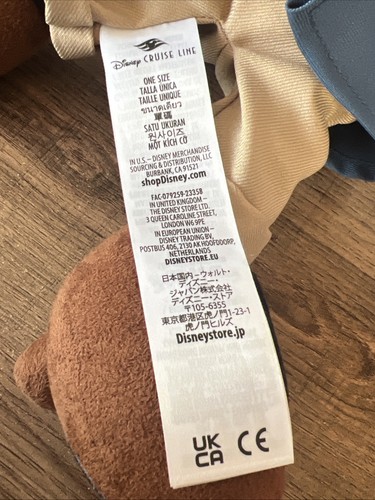 Disney CRUISE LINE
ONE SIZE
TALLA ÚNICA
TAILLE UNIQUE
ขนาดเดียว
單碼
SATU UKURAN
원사이즈
MỘT KÍCH CỠ
IN U.S. – DISNEY MERCHANDISE
SOURCING & DISTRIBUTION, LLC
BURBANK, CA 91521
shopDisney.com
FAC-079259-23358
IN UNITED KINGDOM –
THE DISNEY STORE LTD.
3 QUEEN CAROLINE STREET,
LONDON W6 9PE
IN EUROPEAN UNION –
DISNEY TRADING BV,
POSTBUS 406, 2130 AK HOOFDDORP,
NETHERLANDS
DISNEYSTORE.EU
日本国内－ウォルト・
ディズニー・
ジャパン株式会社
ディズニー・ストア
〒105-6355
東京都港区虎ノ門1-23-1
虎ノ門ヒルズ
Disneystore.jp
UK
CA CE